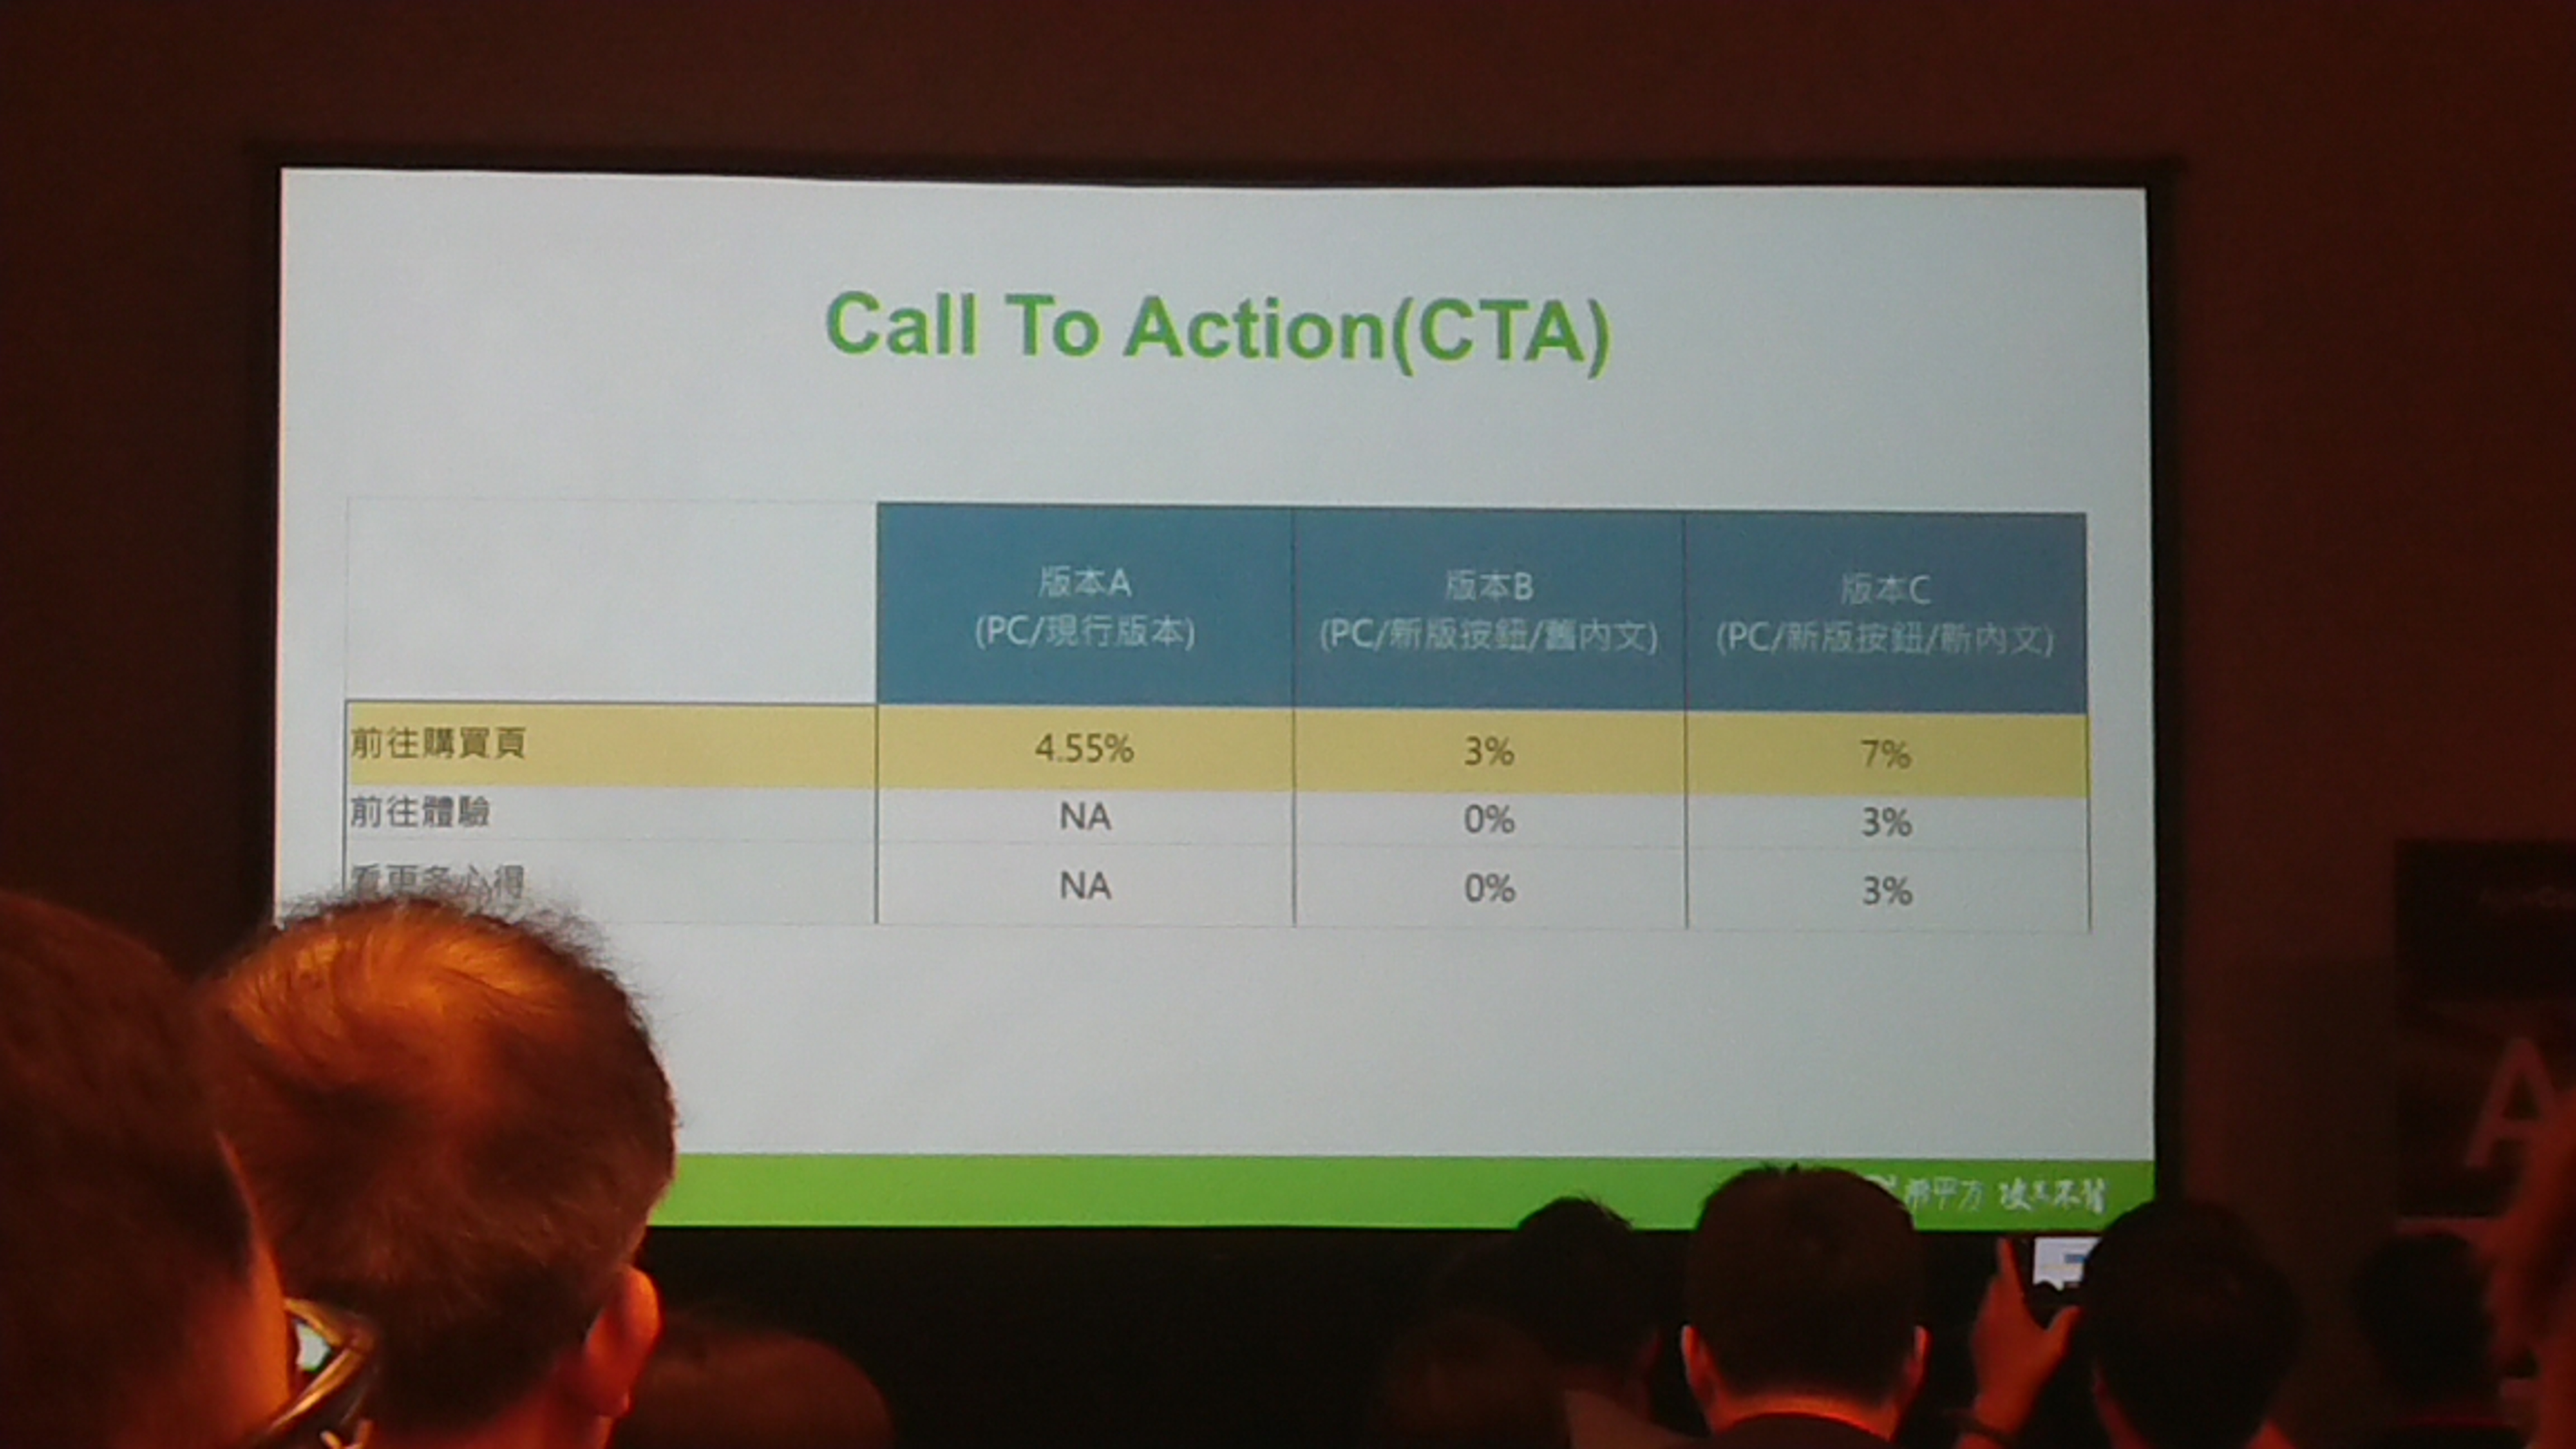 Call To Action(CTA)
版本A
(PC/現行版本)
版本B
(PC/新版按鈕/舊內文)
版本C
(PC/新版按鈕/新內文)
前往購買頁 4.55% 3% 7%
前往體驗 NA 0% 3%
看更多心得 NA 0% 3%
希平方
A